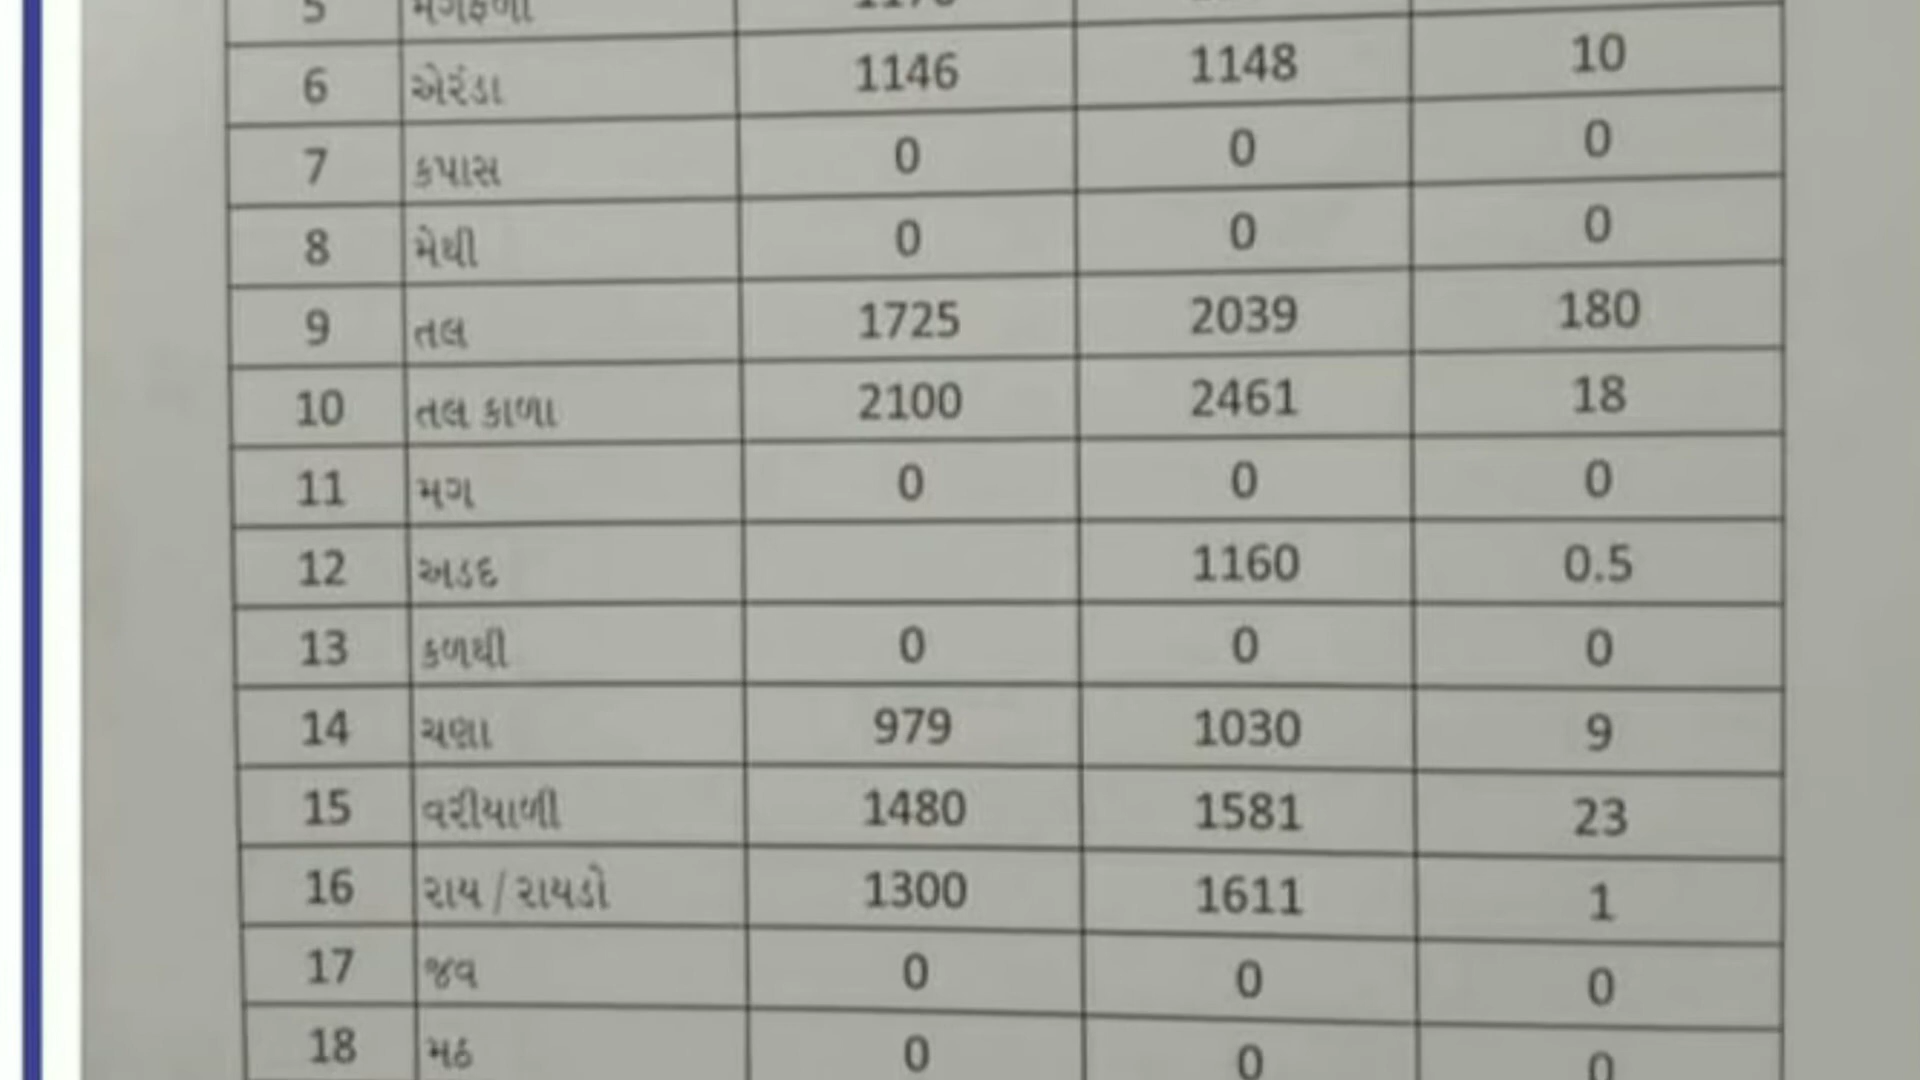 5 મગફળી
6 એરંડા 1146 1148 10
7 કપાસ 0 0 0
8 મેથી 0 0 0
9 તલ 1725 2039 180
10 તલ કાળા 2100 2461 18
11 મગ 0 0 0
12 અડદ 1160 0.5
13 કળથી 0 0 0
14 ચણા 979 1030 9
15 વરીયાળી 1480 1581 23
16 રાય / રાયડો 1300 1611 1
17 જવ 0 0 0
18 મઠ 0 0 0